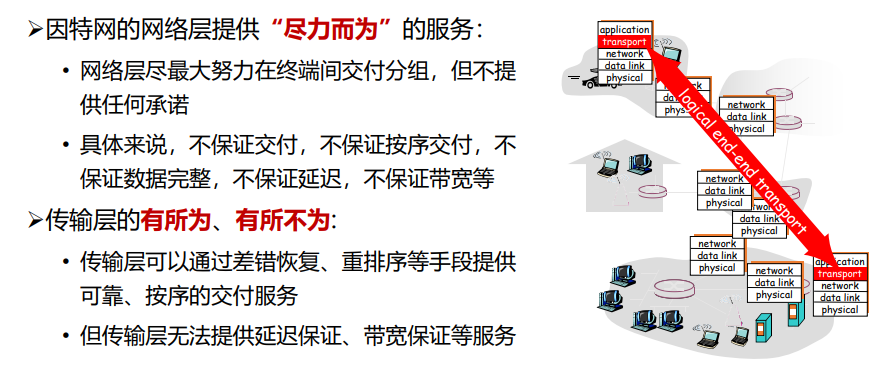 ➢因特网的网络层提供“尽力而为”的服务：
• 网络层尽最大努力在终端间交付分组，但不提
供任何承诺
• 具体来说，不保证交付，不保证按序交付，不
保证数据完整，不保证延迟，不保证带宽等
➢传输层的有所为、有所不为:
• 传输层可以通过差错恢复、重排序等手段提供
可靠、按序的交付服务
• 但传输层无法提供延迟保证、带宽保证等服务
application
transport
network
data link
physical
physical
network
data link
physical
logical end-end transport
network
data link
physical
data link
physical
network
data link
physical
network
data link
physical
application
transport
network
data link
physical